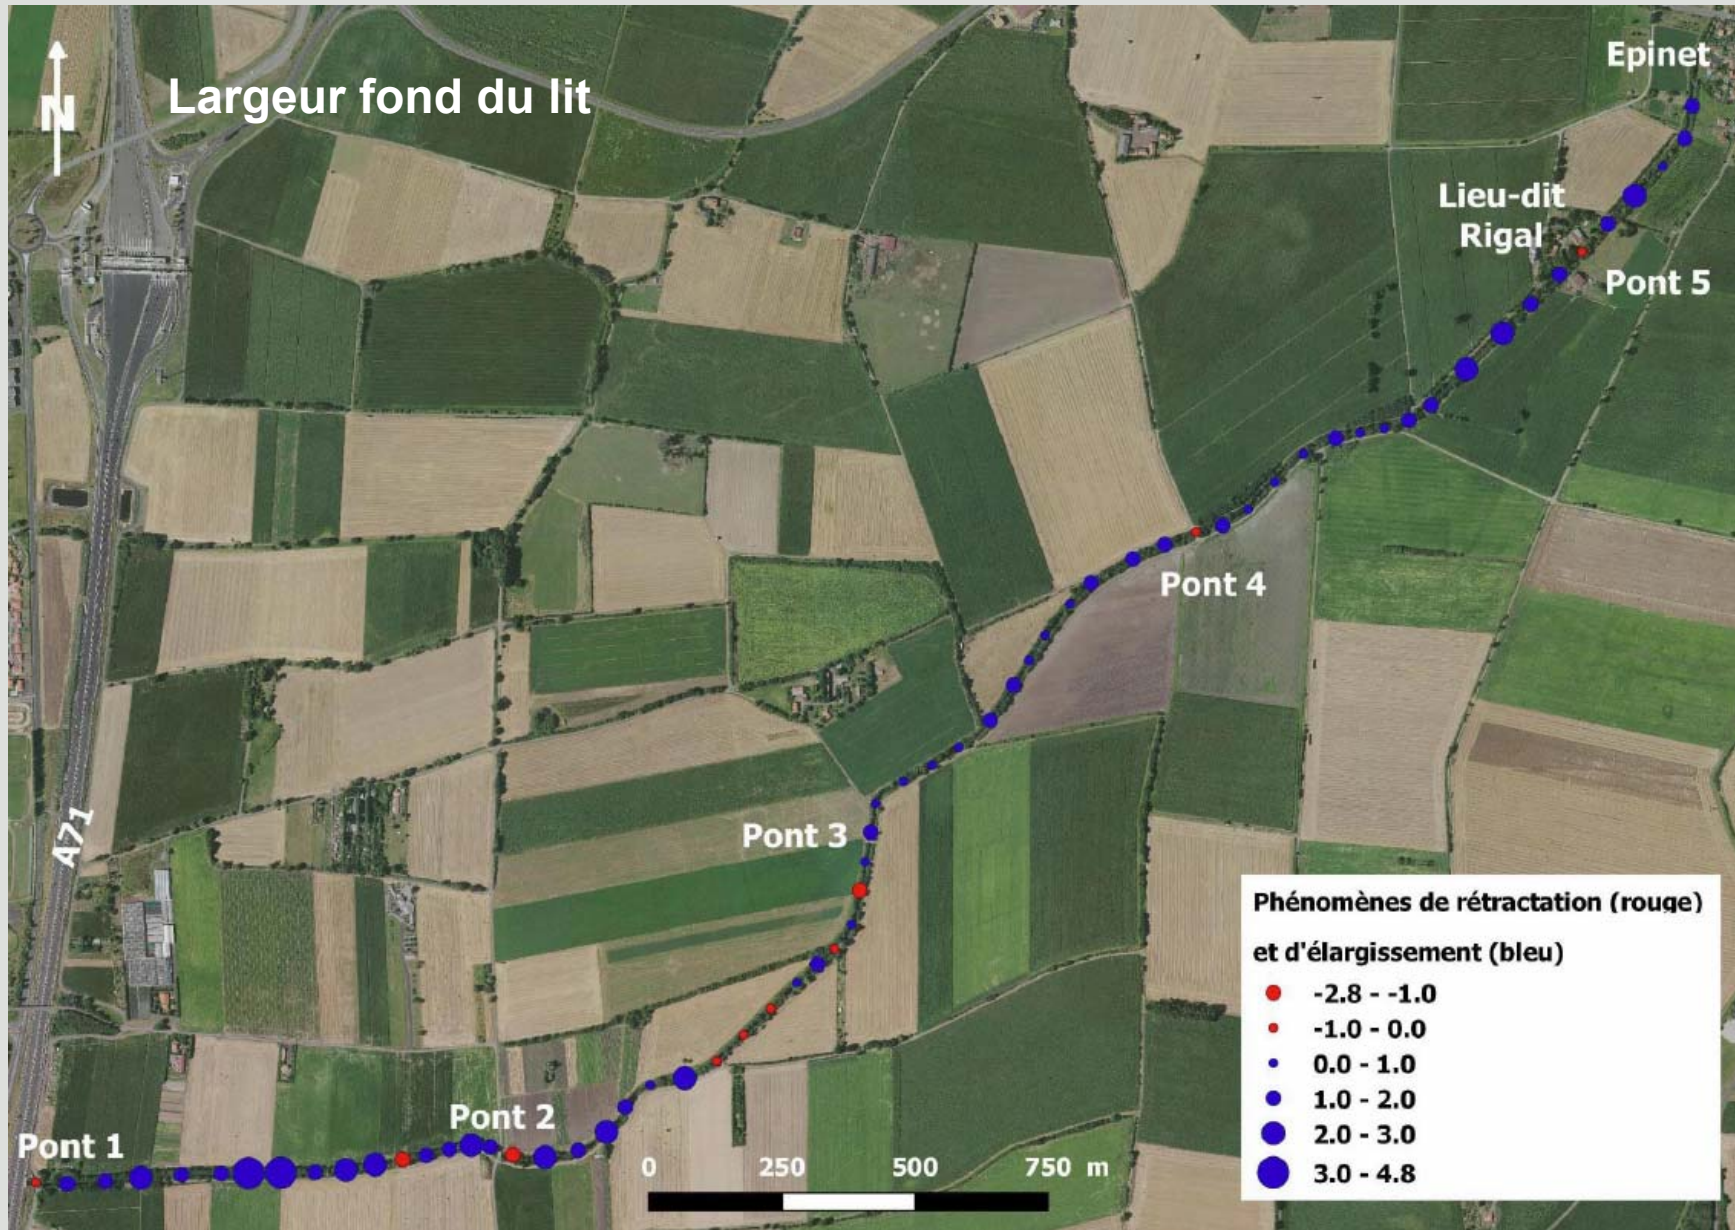 N
Largeur fond du lit
Epinet
Lieu-dit
Rigal
Pont 5
Pont 4
Pont 3
A71
Pont 2
Pont 1
0 250 500 750 m
Phénomènes de rétractation (rouge)
et d'élargissement (bleu)
-2.8 - -1.0
-1.0 - 0.0
0.0 - 1.0
1.0 - 2.0
2.0 - 3.0
3.0 - 4.8